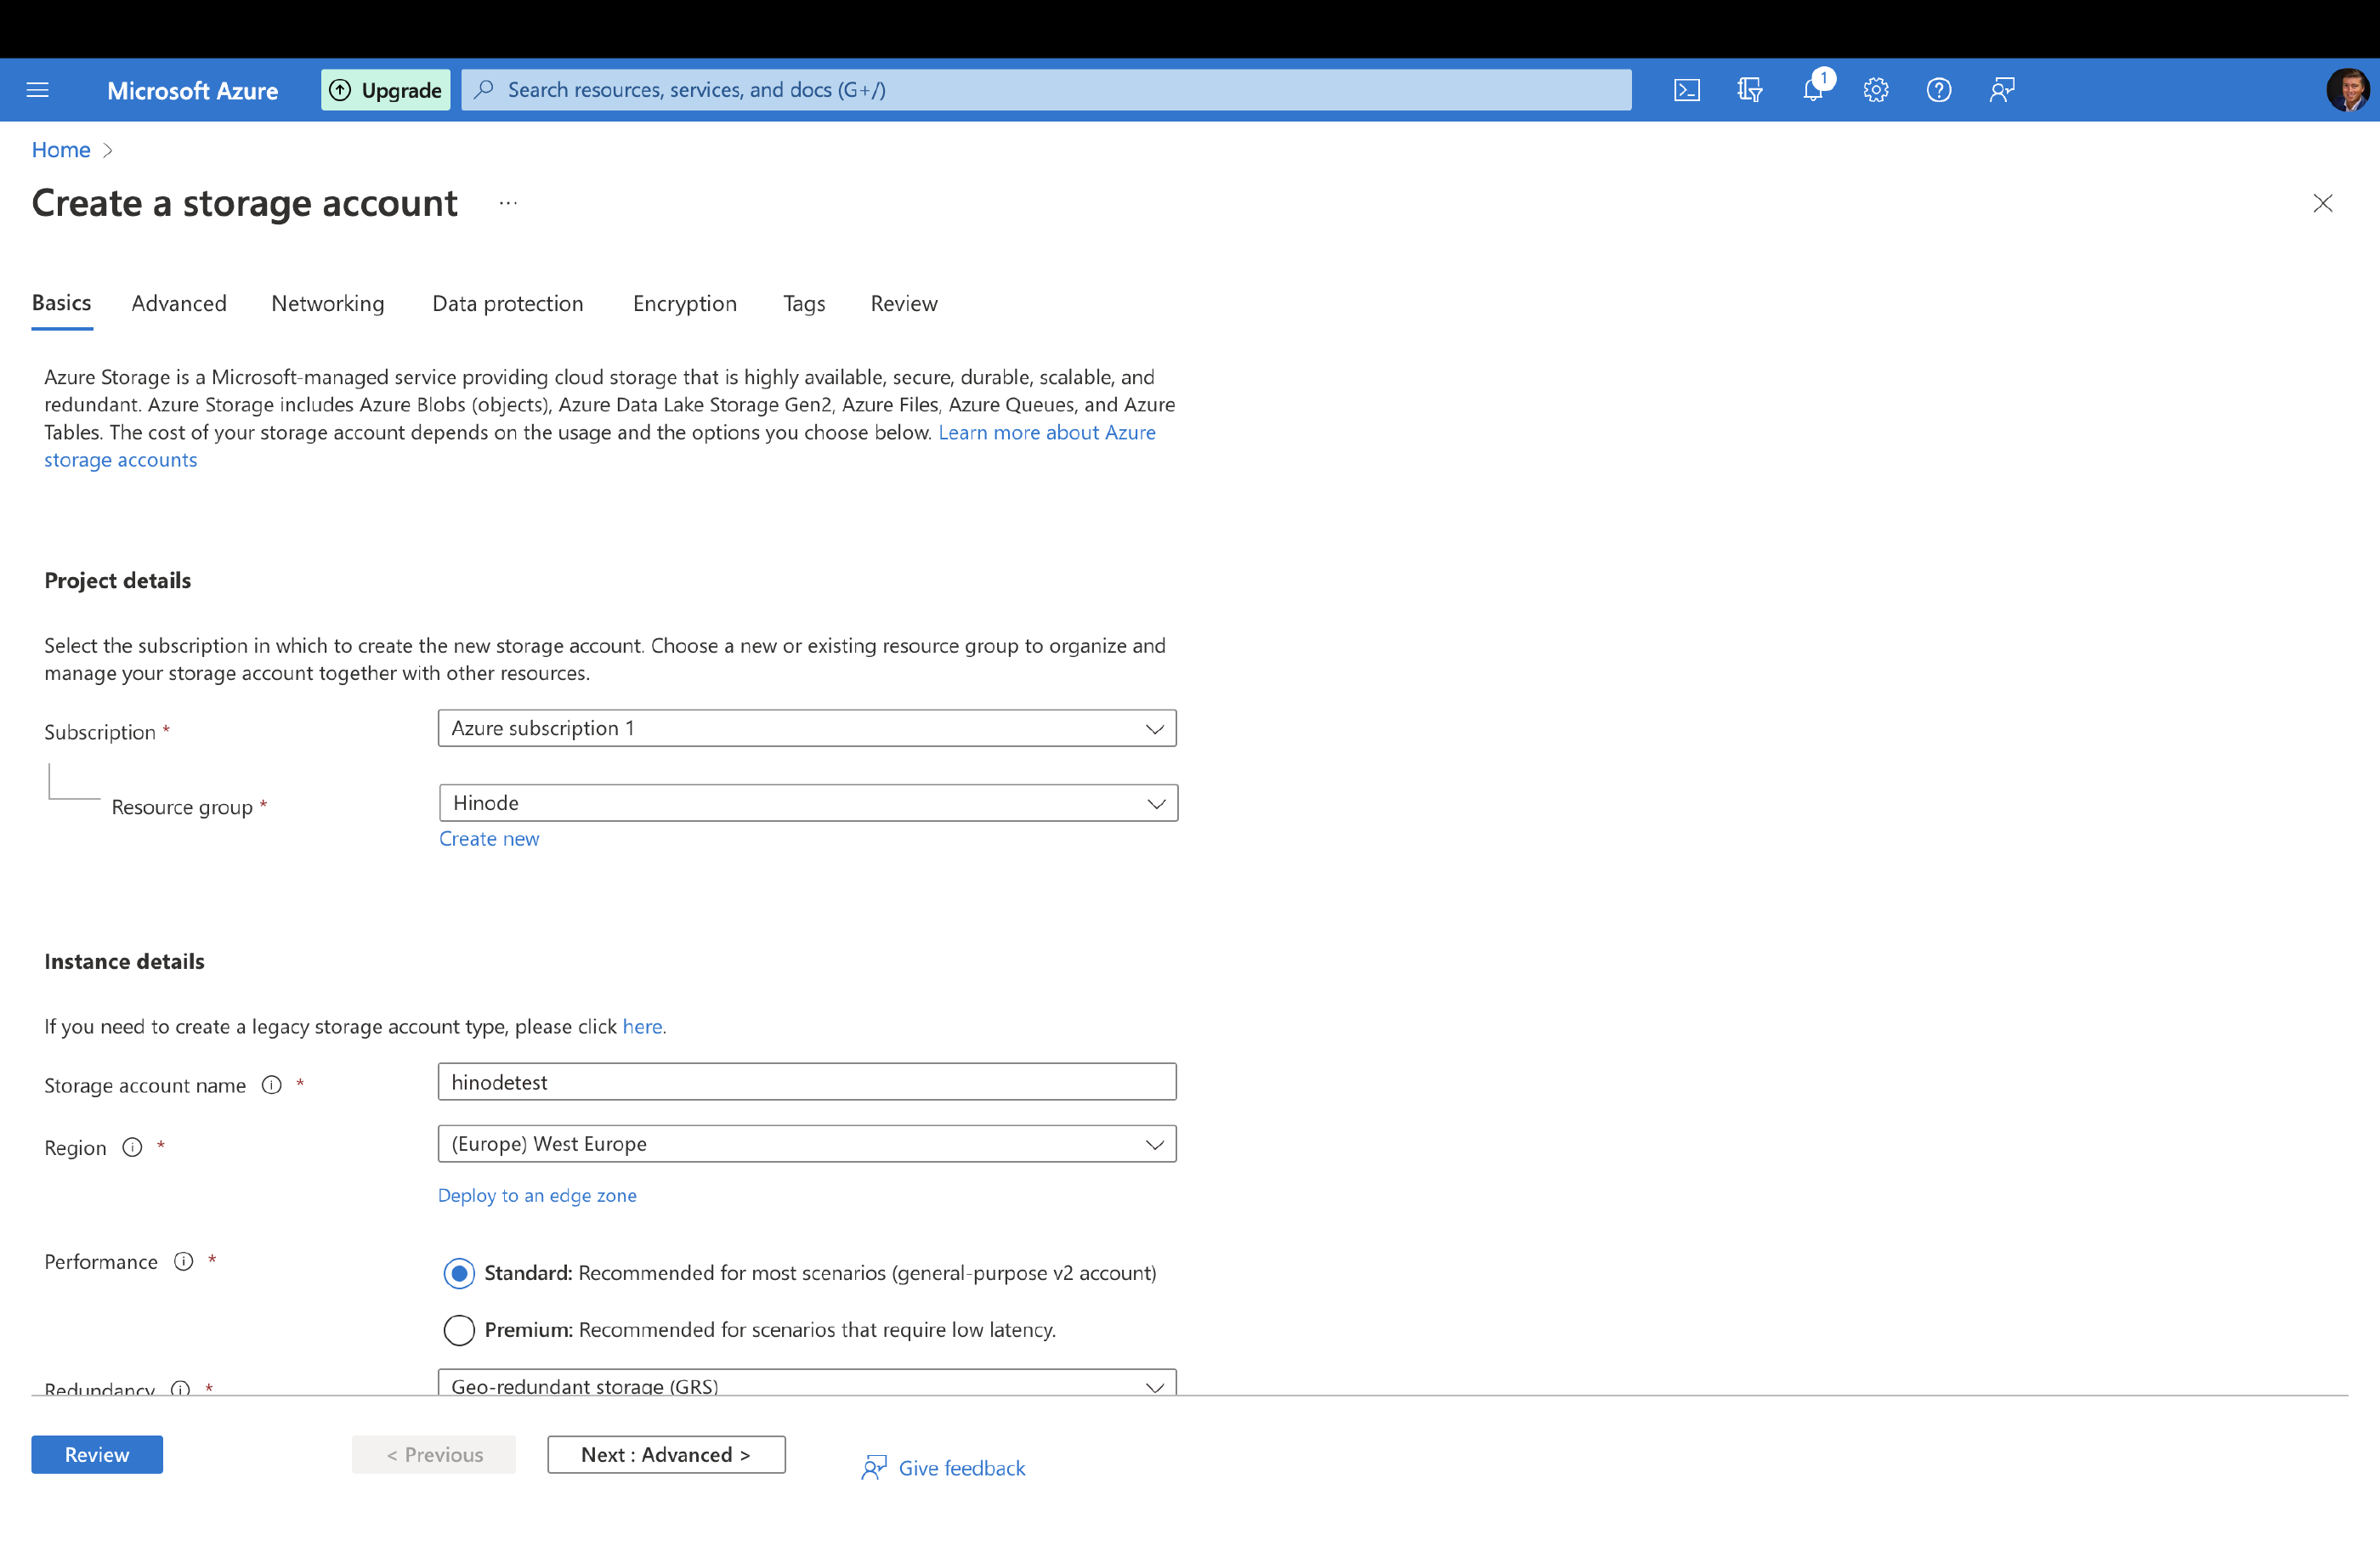 Microsoft Azure
Upgrade
Search resources, services, and docs (G+/)
1
Home
Create a storage account ...
Basics Advanced Networking Data protection Encryption Tags Review
Azure Storage is a Microsoft-managed service providing cloud storage that is highly available, secure, durable, scalable, and
redundant. Azure Storage includes Azure Blobs (objects), Azure Data Lake Storage Gen2, Azure Files, Azure Queues, and Azure
Tables. The cost of your storage account depends on the usage and the options you choose below. Learn more about Azure
storage accounts
Project details
Select the subscription in which to create the new storage account. Choose a new or existing resource group to organize and
manage your storage account together with other resources.
Subscription *
Azure subscription 1
Resource group *
Hinode
Create new
Instance details
If you need to create a legacy storage account type, please click here.
Storage account name *
hinodetest
Region *
(Europe) West Europe
Deploy to an edge zone
Performance *
Standard: Recommended for most scenarios (general-purpose v2 account)
Premium: Recommended for scenarios that require low latency.
Redundancy *
Geo-redundant storage (GRS)
Review
< Previous
Next : Advanced >
Give feedback